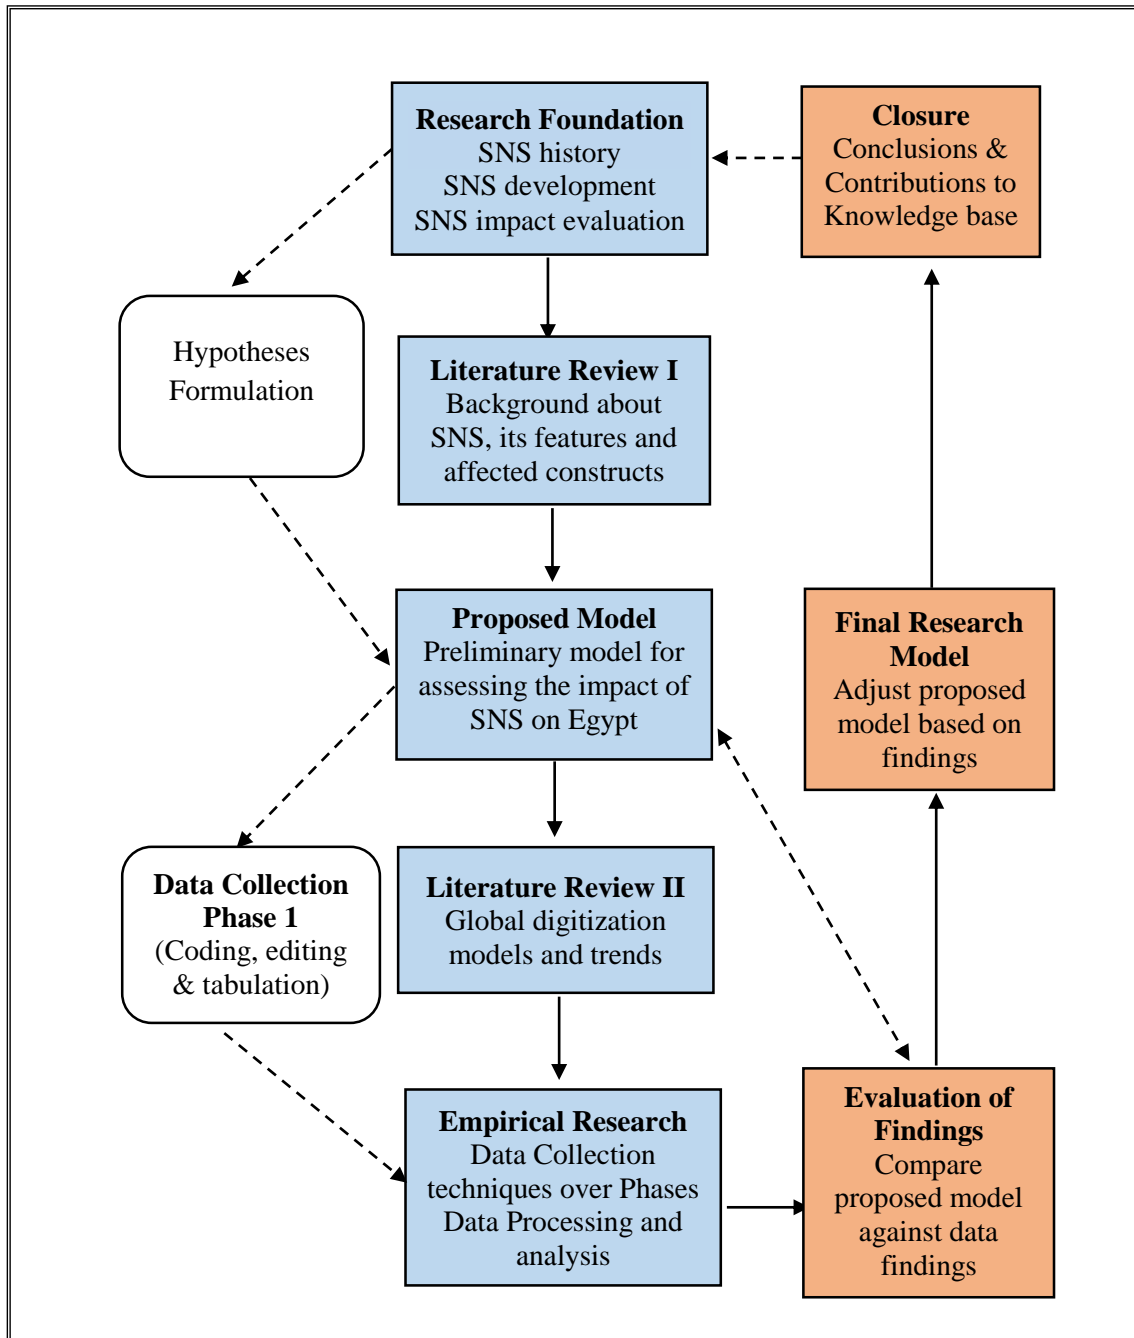 Research Foundation
SNS history
SNS development
SNS impact evaluation
Closure
Conclusions &
Contributions to
Knowledge base
Hypotheses
Formulation
Literature Review I
Background about
SNS, its features and
affected constructs
Proposed Model
Preliminary model for
assessing the impact of
SNS on Egypt
Final Research
Model
Adjust proposed
model based on
findings
Data Collection
Phase 1
(Coding, editing
& tabulation)
Literature Review II
Global digitization
models and trends
Empirical Research
Data Collection
techniques over Phases
Data Processing and
analysis
Evaluation of
Findings
Compare
proposed model
against data
findings